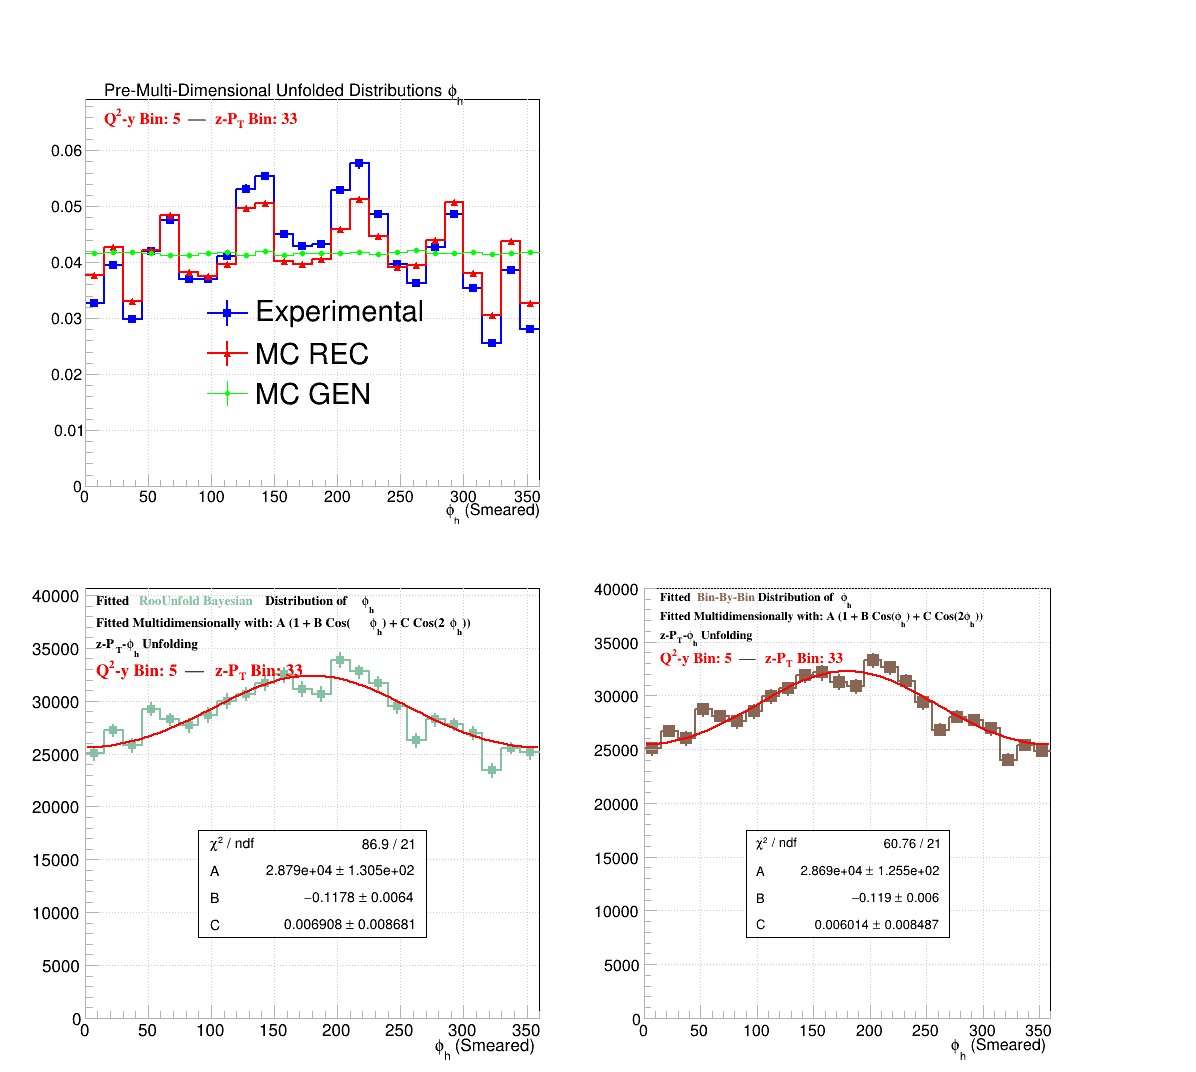 Pre-Multi-Dimensional Unfolded Distributions ϕh
Q2-y Bin: 5 — z-PT Bin: 33
0.06
0.05
0.04
0.03
0.02
0.01
0
Experimental
MC REC
MC GEN
0 50 100 150 200 250 300 350
ϕh (Smeared)
Fitted RooUnfold Bayesian Distribution of ϕh
Fitted Multidimensionally with: A (1 + B Cos( ϕh) + C Cos(2 ϕh))
z-PT-ϕh Unfolding
Q2-y Bin: 5 — z-PT Bin: 33
40000
35000
30000
25000
20000
15000
10000
5000
0
χ2 / ndf 86.9 / 21
A 2.879e+04 ± 1.305e+02
B −0.1178 ± 0.0064
C 0.006908 ± 0.008681
0 50 100 150 200 250 300 350
ϕh (Smeared)
Fitted Bin-By-Bin Distribution of ϕh
Fitted Multidimensionally with: A (1 + B Cos(ϕh) + C Cos(2ϕh))
z-PT-ϕh Unfolding
Q2-y Bin: 5 — z-PT Bin: 33
40000
35000
30000
25000
20000
15000
10000
5000
0
χ2 / ndf 60.76 / 21
A 2.869e+04 ± 1.255e+02
B −0.119 ± 0.006
C 0.006014 ± 0.008487
0 50 100 150 200 250 300 350
ϕh (Smeared)